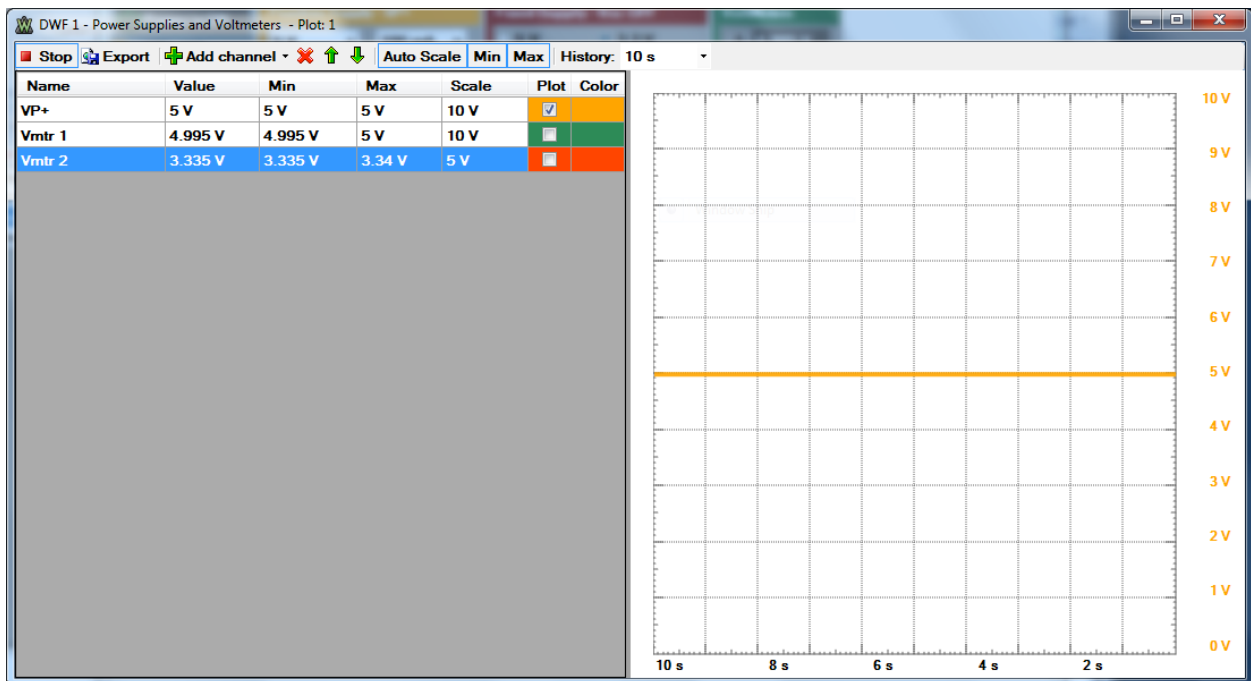 DWF 1 - Power Supplies and Voltmeters - Plot: 1
Stop Export Add channel Auto Scale Min Max History: 10 s
Name Value Min Max Scale Plot Color
VP+ 5 V 5 V 5 V 10 V
Vmtr 1 4.995 V 4.995 V 5 V 10 V
Vmtr 2 3.335 V 3.335 V 3.34 V 5 V
10 V
9 V
8 V
7 V
6 V
5 V
4 V
3 V
2 V
1 V
0 V
10 s 8 s 6 s 4 s 2 s